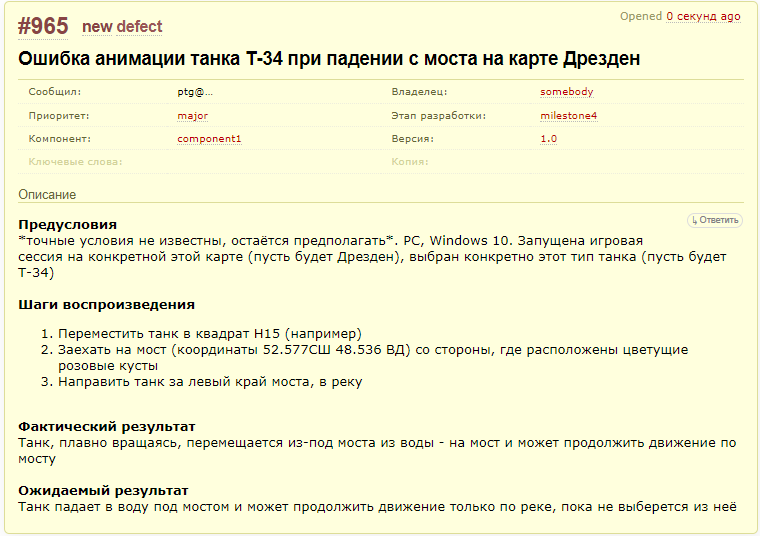 #965 new defect
Opened 0 секунд ago
Ошибка анимации танка Т-34 при падении с моста на карте Дрезден
Сообщил: ptg@... Владелец: somebody
Приоритет: major Этап разработки: milestone4
Компонент: component1 Версия: 1.0
Ключевые слова: Копия:
Описание
Ответить
Предусловия
*точные условия не известны, остаётся предполагать*. PC, Windows 10. Запущена игровая
сессия на конкретной этой карте (пусть будет Дрезден), выбран конкретно этот тип танка (пусть будет
Т-34)
Шаги воспроизведения
1. Переместить танк в квадрат H15 (например)
2. Заехать на мост (координаты 52.577СШ 48.536 ВД) со стороны, где расположены цветущие
розовые кусты
3. Направить танк за левый край моста, в реку
Фактический результат
Танк, плавно вращаясь, перемещается из-под моста из воды - на мост и может продолжить движение по
мосту
Ожидаемый результат
Танк падает в воду под мостом и может продолжить движение только по реке, пока не выберется из неё